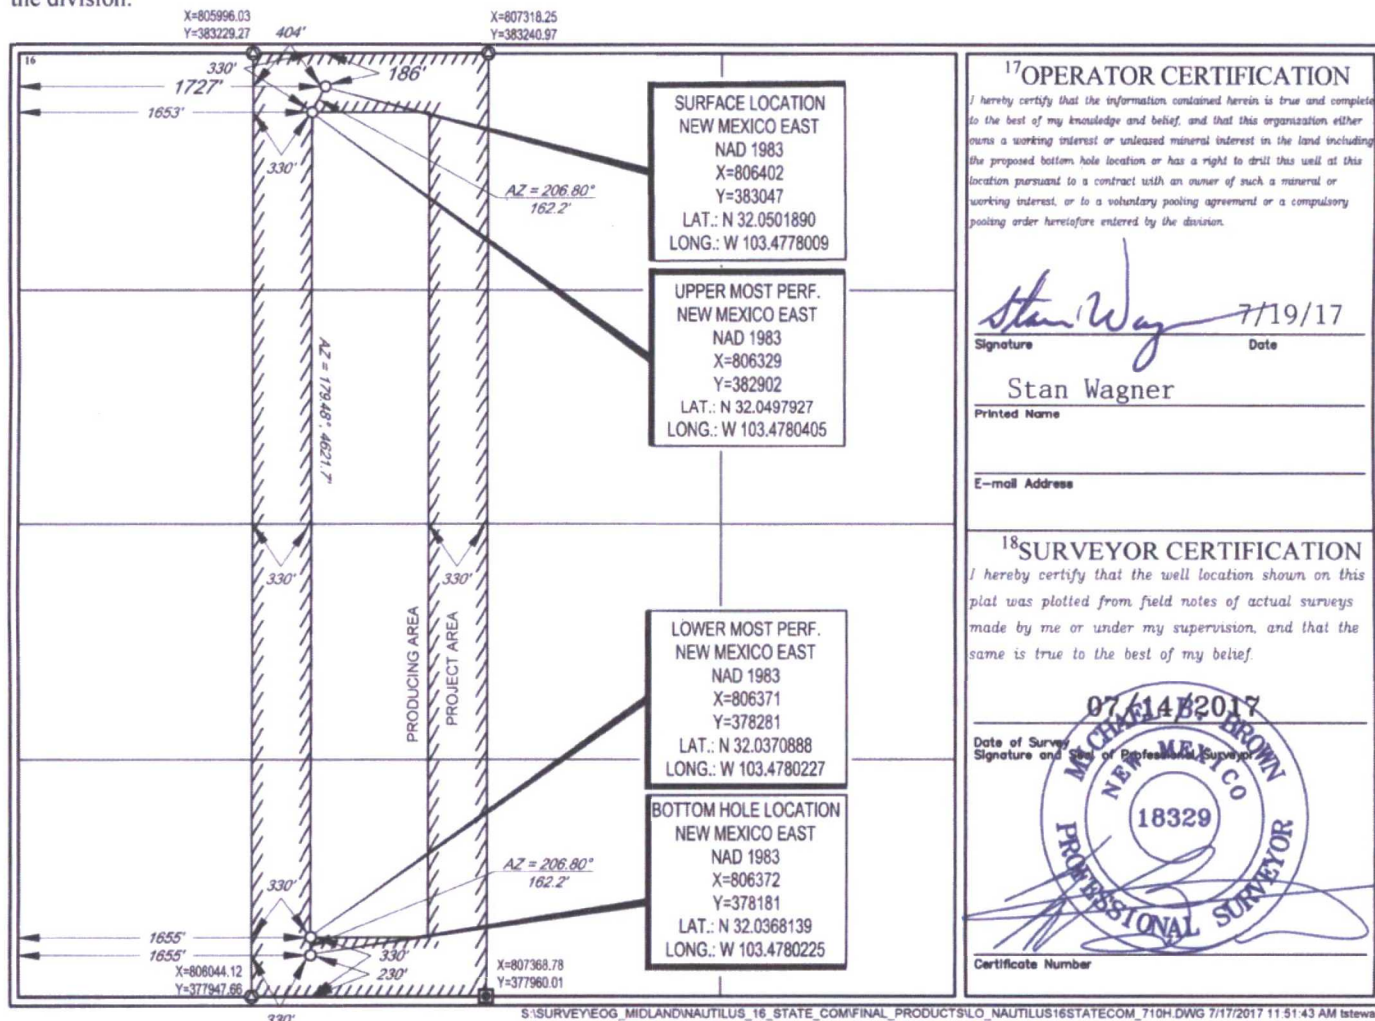 the division.
X=805996.03
Y=383229.27
X=807318.25
Y=383240.97
16
404'
330'
186'
1727'
1653'
330'
AZ = 206.80°
162.2'
SURFACE LOCATION
NEW MEXICO EAST
NAD 1983
X=806402
Y=383047
LAT.: N 32.0501890
LONG.: W 103.4778009
UPPER MOST PERF.
NEW MEXICO EAST
NAD 1983
X=806329
Y=382902
LAT.: N 32.0497927
LONG.: W 103.4780405
AZ = 179.48°, 4621.7'
330'
330'
PRODUCING AREA
PROJECT AREA
LOWER MOST PERF.
NEW MEXICO EAST
NAD 1983
X=806371
Y=378281
LAT.: N 32.0370888
LONG.: W 103.4780227
BOTTOM HOLE LOCATION
NEW MEXICO EAST
NAD 1983
X=806372
Y=378181
LAT.: N 32.0368139
LONG.: W 103.4780225
AZ = 206.80°
162.2'
330'
1655'
1655'
330'
230'
X=806044.12
Y=377947.66
X=807368.78
Y=377960.01
330'
17 OPERATOR CERTIFICATION
I hereby certify that the information contained herein is true and complete
to the best of my knowledge and belief, and that this organization either
owns a working interest or unleased mineral interest in the land including
the proposed bottom hole location or has a right to drill this well at this
location pursuant to a contract with an owner of such a mineral or
working interest, or to a voluntary pooling agreement or a compulsory
pooling order heretofore entered by the division.
Stan Wag 7/19/17
Signature Date
Stan Wagner
Printed Name
E-mail Address
18 SURVEYOR CERTIFICATION
I hereby certify that the well location shown on this
plat was plotted from field notes of actual surveys
made by me or under my supervision, and that the
same is true to the best of my belief.
07/14/2017
Date of Survey
Signature and Seal of Professional Surveyor:
MICHAEL B. BROWN
NEW MEXICO
18329
PROFESSIONAL SURVEYOR
Certificate Number
S:\SURVEY\EOG_MIDLAND\NAUTILUS_16_STATE_COM\FINAL_PRODUCTS\LO_NAUTILUS16STATECOM_710H.DWG 7/17/2017 11:51:43 AM